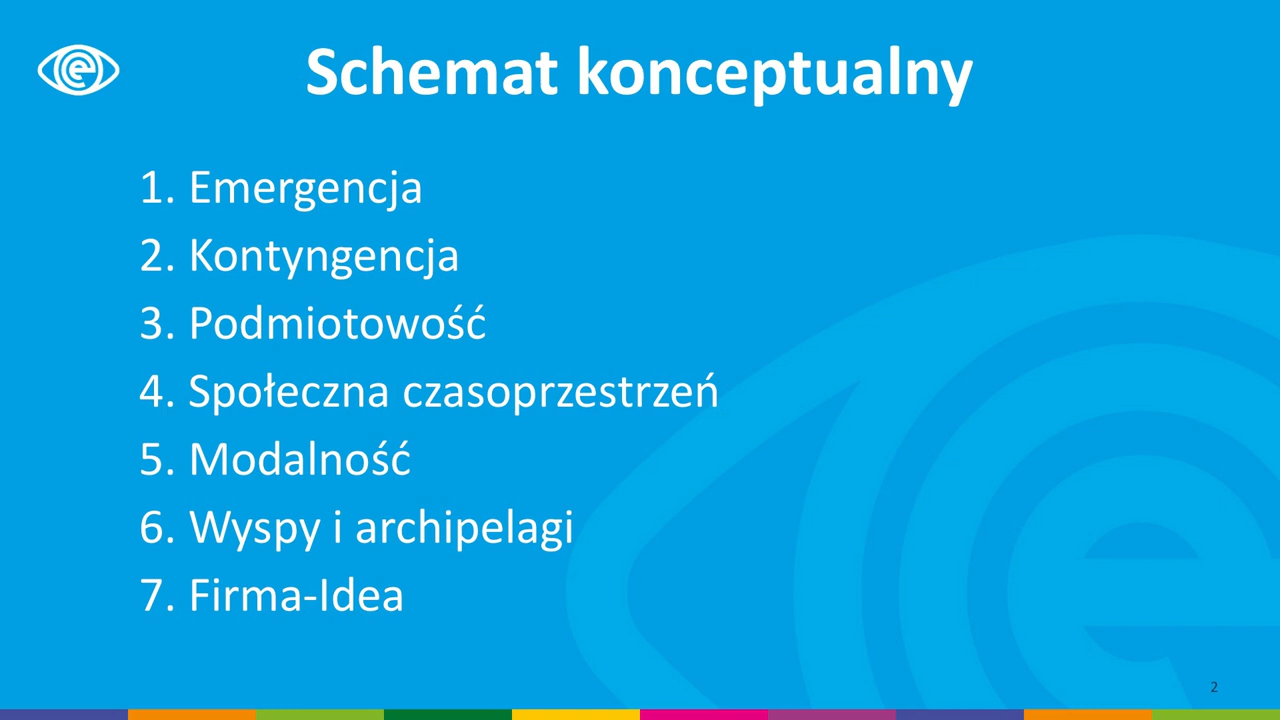 Schemat konceptualny
1. Emergencja
2. Kontyngencja
3. Podmiotowość
4. Społeczna czasoprzestrzeń
5. Modalność
6. Wyspy i archipelagi
7. Firma-Idea
2